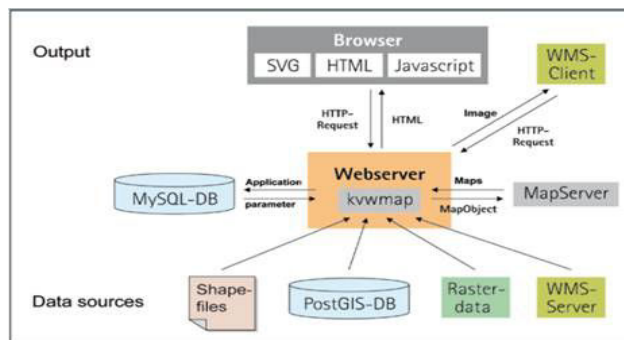 Output
Browser
SVG
HTML
Javascript
WMS-
Client
HTTP-
Request
HTML
Image
HTTP-
Request
Webserver
kvwmap
MySQL-DB
Application
parameter
Maps
MapObject
MapServer
Data sources
Shape-
files
PostGIS-DB
Raster-
data
WMS-
Server